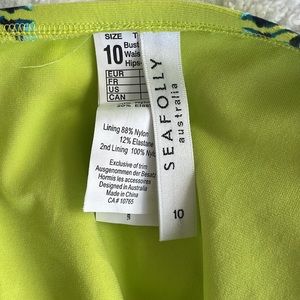 SIZE T
10 Bust
Waist
Hips
EUR
FR
US
CAN
Lining 88% Nylon
12% Elastane
2nd Lining 100% Nyl
Exclusive of trim
Ausgenommen der Besatz
Hormis les accessoires
Designed in Australia
Made in China
CA# 10765
SEAFOLLY
australia
10